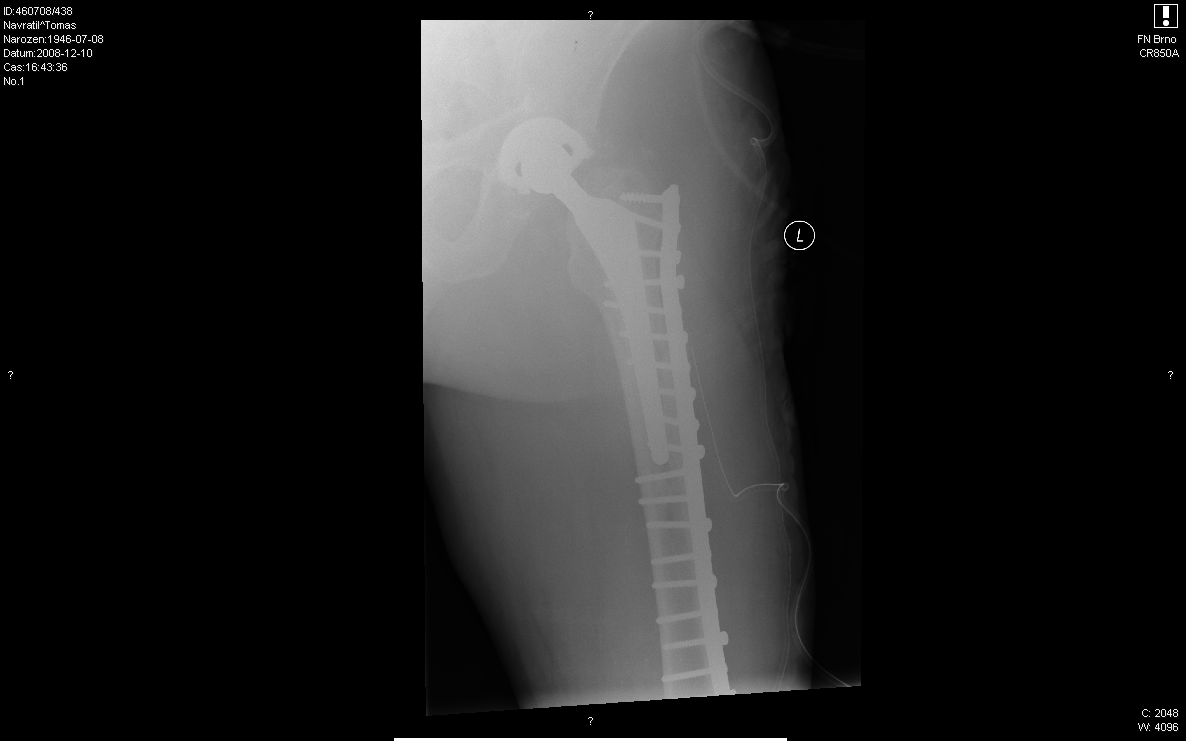 ID:460708/438
Navratil^Tomas
Narozen:1946-07-08
Datum:2008-12-10
Cas:16:43:36
No.1
?
!
FN Brno
CR850A
L
?
?
?
C: 2048
W: 4096